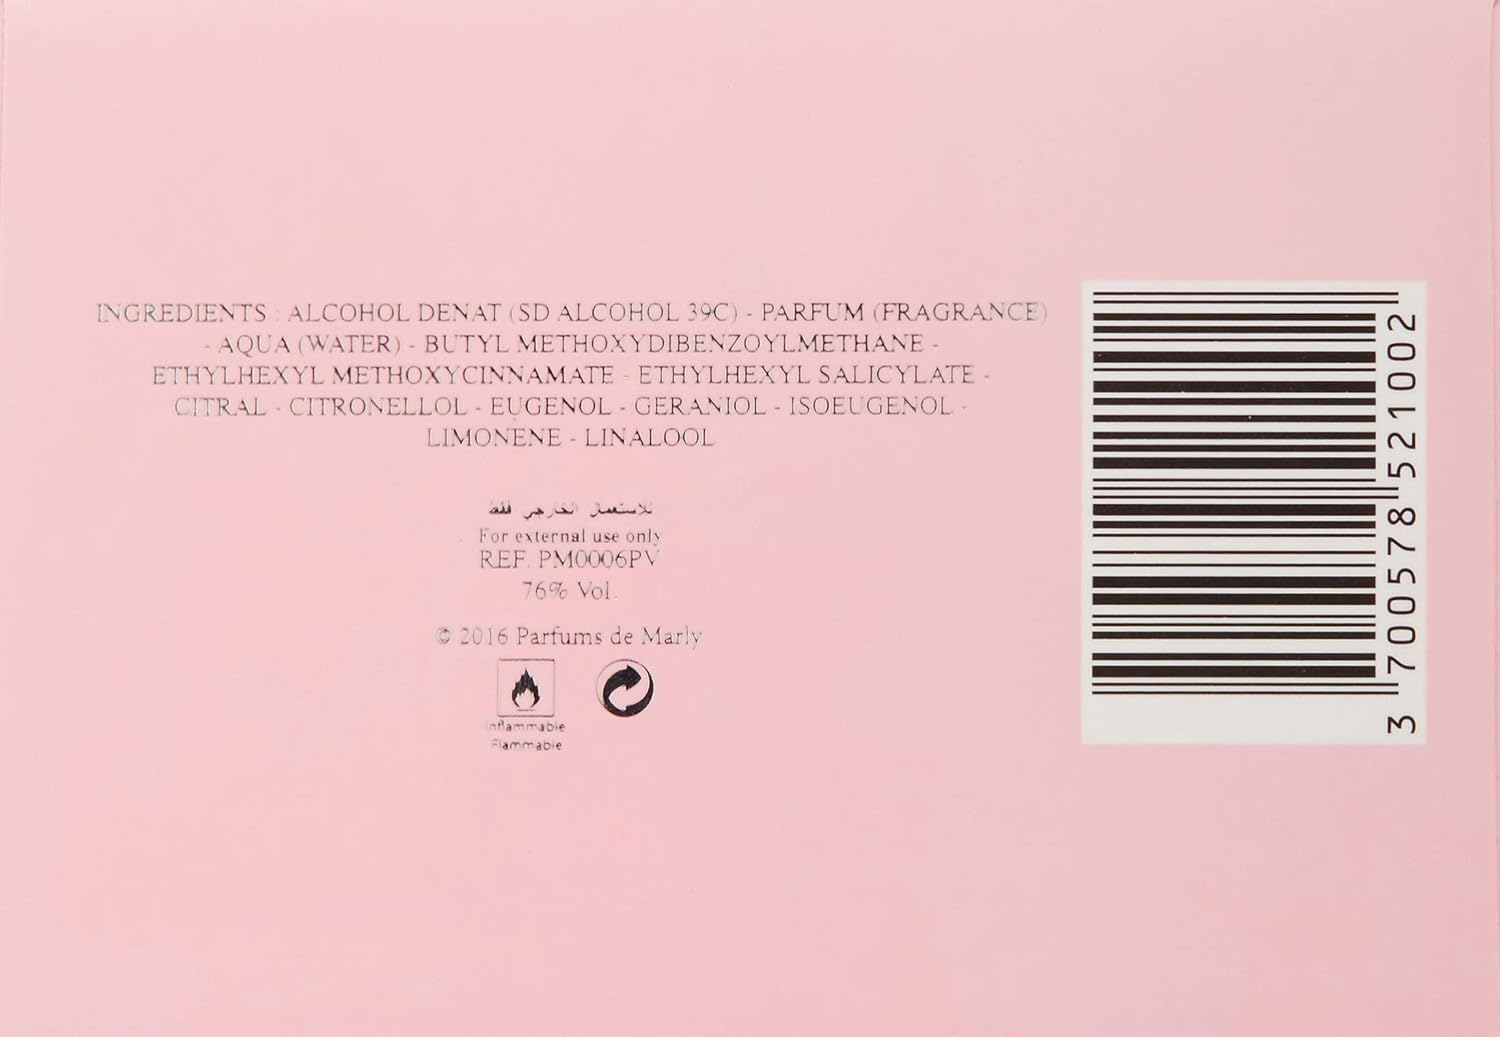 INGREDIENTS : ALCOHOL DENAT (SD ALCOHOL 39C) - PARFUM (FRAGRANCE)
- AQUA (WATER) - BUTYL METHOXYDIBENZOYLMETHANE -
ETHYLHEXYL METHOXYCINNAMATE - ETHYLHEXYL SALICYLATE -
CITRAL - CITRONELLOL - EUGENOL - GERANIOL - ISOEUGENOL -
LIMONENE - LINALOOL
للاستعمال الخارجي فقط
For external use only
REF. PM0006PV
76% Vol.
© 2016 Parfums de Marly
Inflammable
Flammable
3 700578 521002